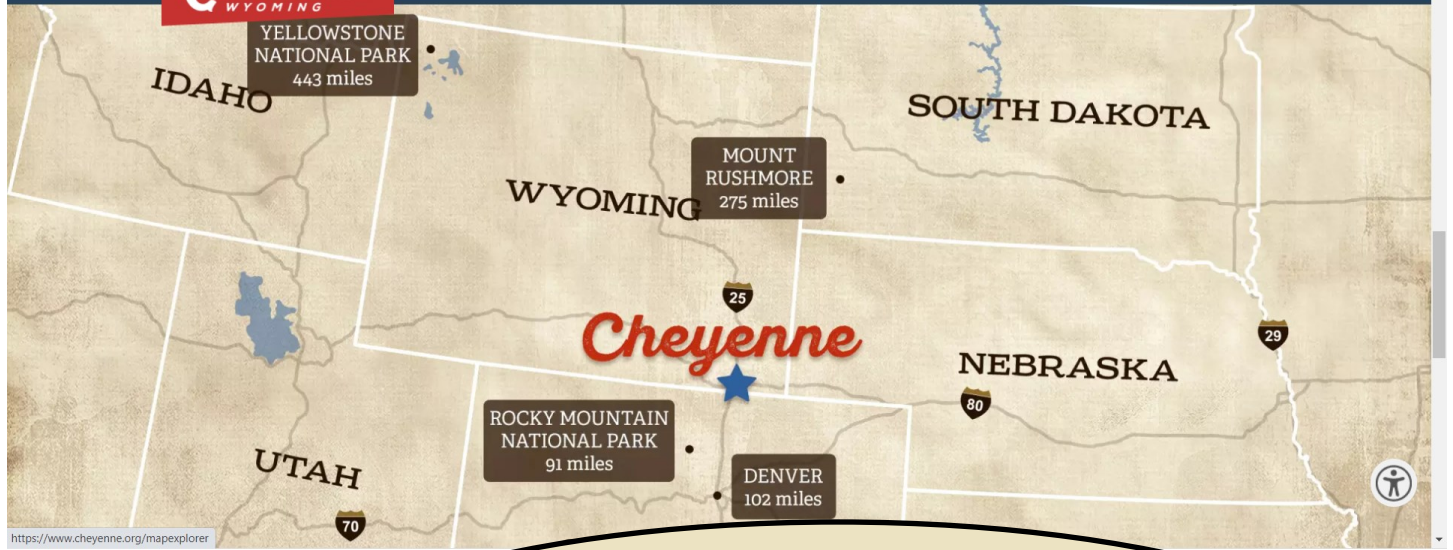 WYOMING
YELLOWSTONE
NATIONAL PARK
443 miles
IDAHO
SOUTH DAKOTA
MOUNT
RUSHMORE
275 miles
WYOMING
25
Cheyenne
29
NEBRASKA
80
ROCKY MOUNTAIN
NATIONAL PARK
91 miles
DENVER
102 miles
UTAH
70
https://www.cheyenne.org/mapexplorer